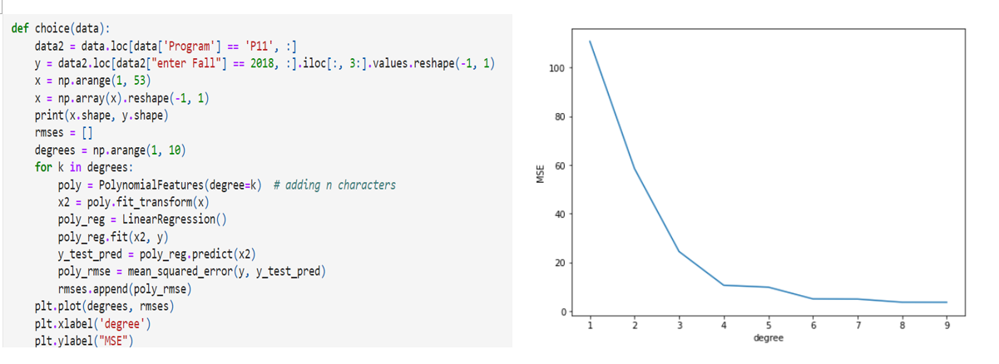 def choice(data):
    data2 = data.loc[data['Program'] == 'P11', :]
    y = data2.loc[data2["enter Fall"] == 2018, :].iloc[:, 3:].values.reshape(-1, 1)
    x = np.arange(1, 53)
    x = np.array(x).reshape(-1, 1)
    print(x.shape, y.shape)
    rmses = []
    degrees = np.arange(1, 10)
    for k in degrees:
        poly = PolynomialFeatures(degree=k)  # adding n characters
        x2 = poly.fit_transform(x)
        poly_reg = LinearRegression()
        poly_reg.fit(x2, y)
        y_test_pred = poly_reg.predict(x2)
        poly_rmse = mean_squared_error(y, y_test_pred)
        rmses.append(poly_rmse)
    plt.plot(degrees, rmses)
    plt.xlabel('degree')
    plt.ylabel("MSE")
MSE
100
80
60
40
20
0
1 2 3 4 5 6 7 8 9
degree